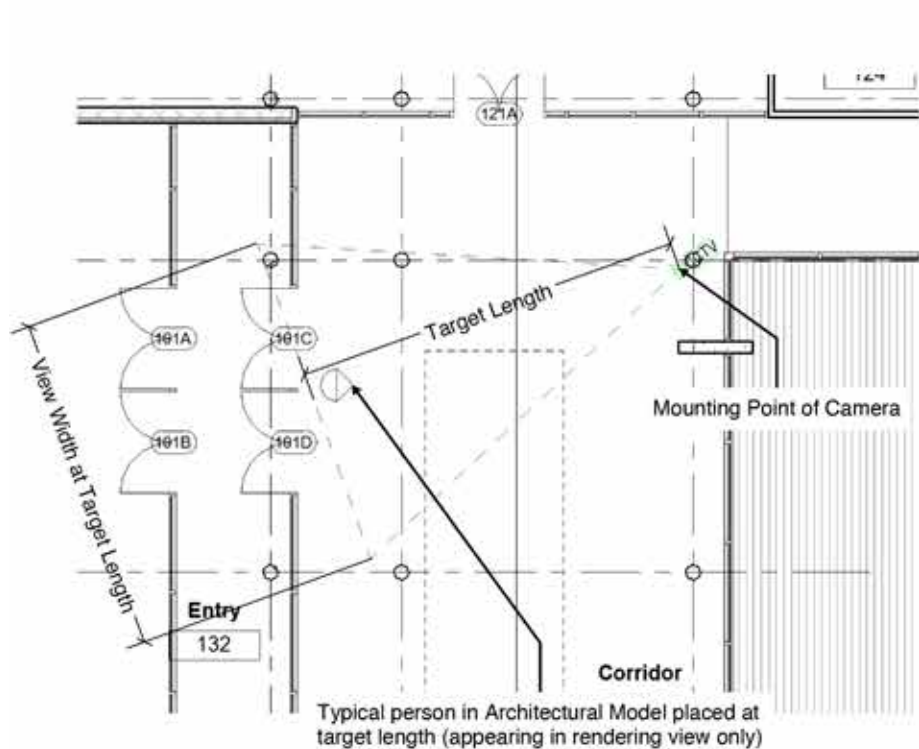 124
121A
CCTV
Target Length
101A
101C
View Width at Target Length
Mounting Point of Camera
101B
101D
Entry
132
Corridor
Typical person in Architectural Model placed at
target length (appearing in rendering view only)